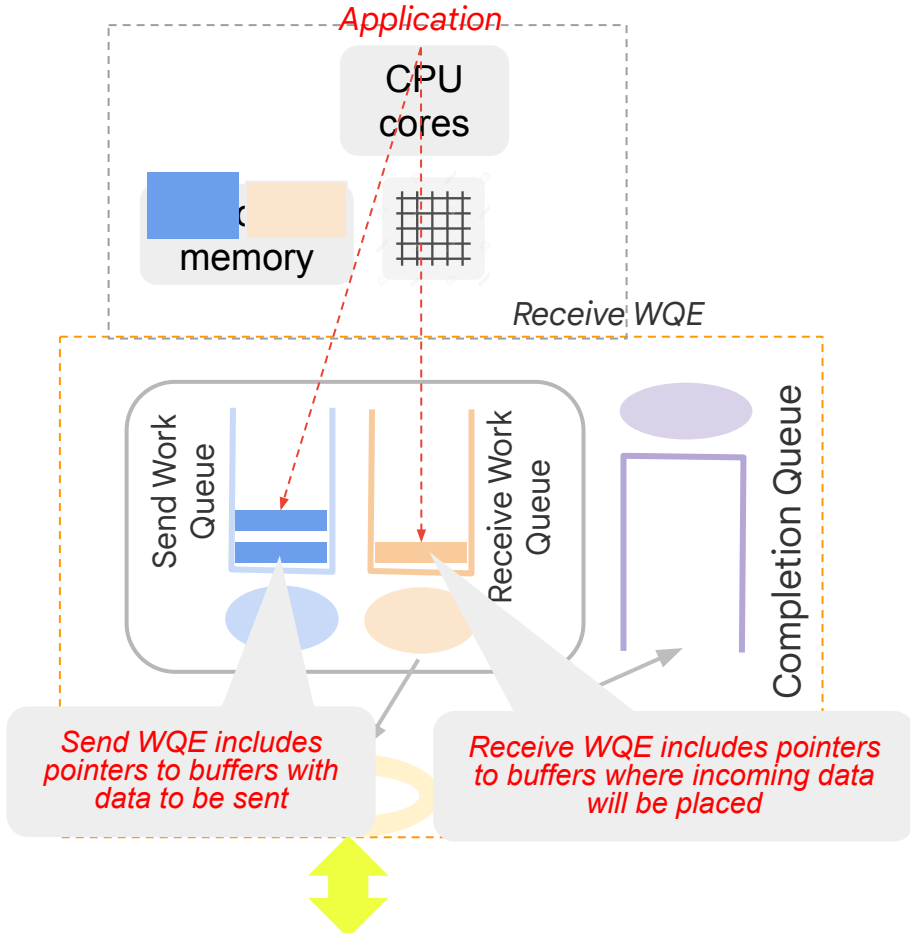 Application
CPU
cores
memory
Receive WQE
Send Work
Queue
Receive Work
Queue
Completion Queue
Send WQE includes
pointers to buffers with
data to be sent
Receive WQE includes pointers
to buffers where incoming data
will be placed